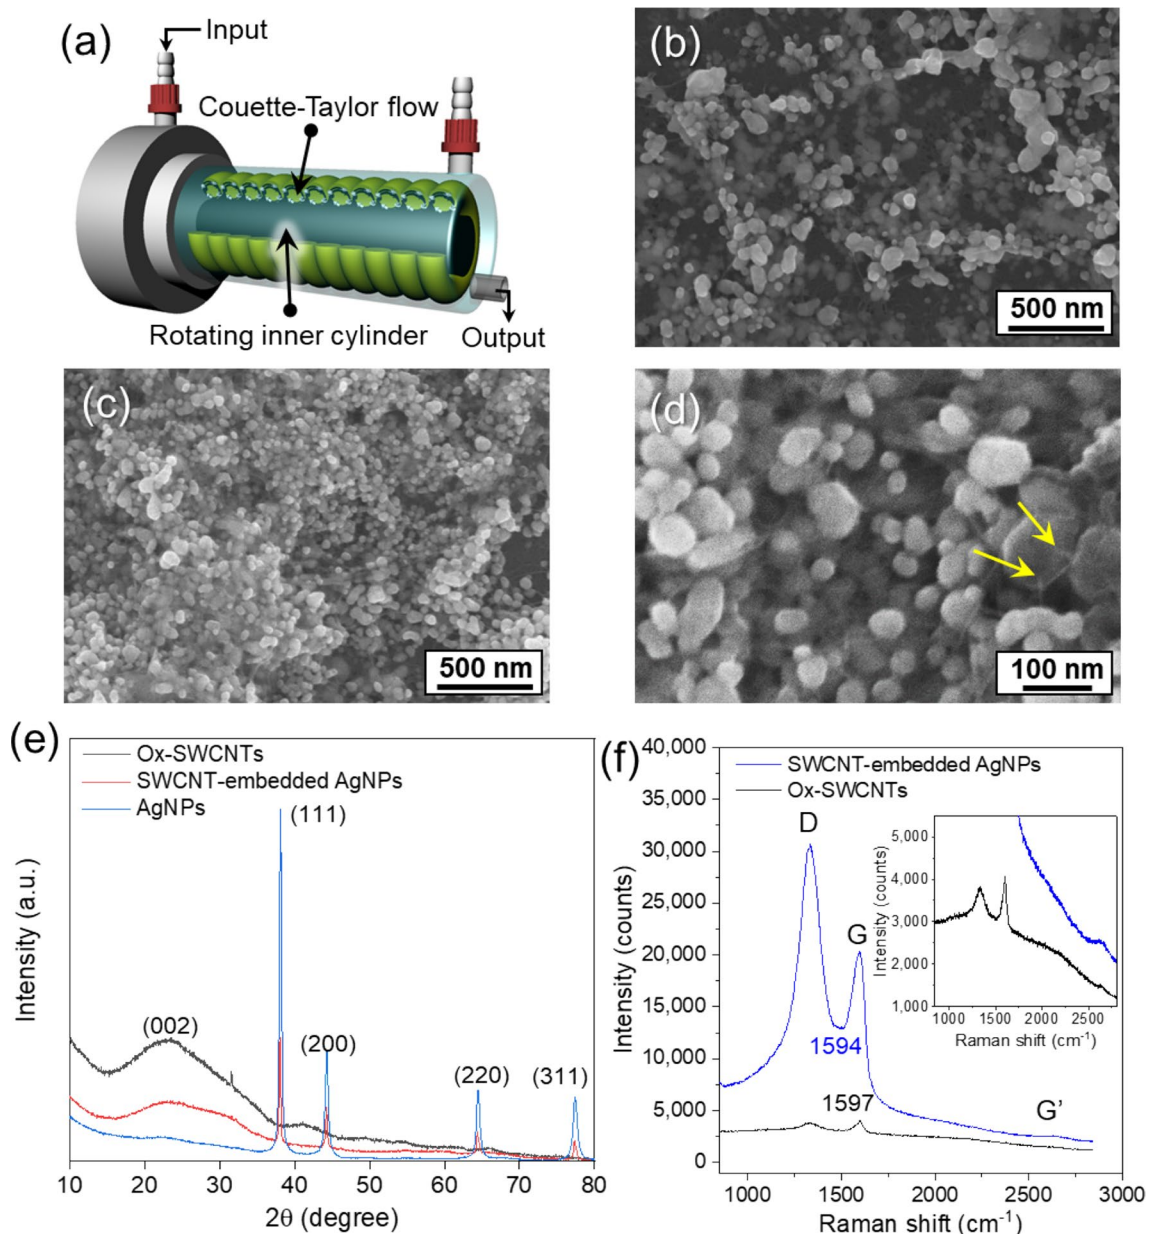 (a)
Input
Couette-Taylor flow
Rotating inner cylinder
Output
(b)
500 nm
(c)
500 nm
(d)
100 nm
(e)
Ox-SWCNTs
SWCNT-embedded AgNPs
AgNPs
(111)
(002)
(200)
(220)
(311)
Intensity (a.u.)
10 20 30 40 50 60 70 80
2θ (degree)
(f)
40,000
35,000
30,000
25,000
20,000
15,000
10,000
5,000
0
Intensity (counts)
SWCNT-embedded AgNPs
Ox-SWCNTs
D
G
1594
1597
G’
1000 1500 2000 2500 3000
Raman shift (cm⁻¹)
5,000
4,000
3,000
2,000
1,000
Intensity (counts)
1000 1500 2000 2500
Raman shift (cm⁻¹)